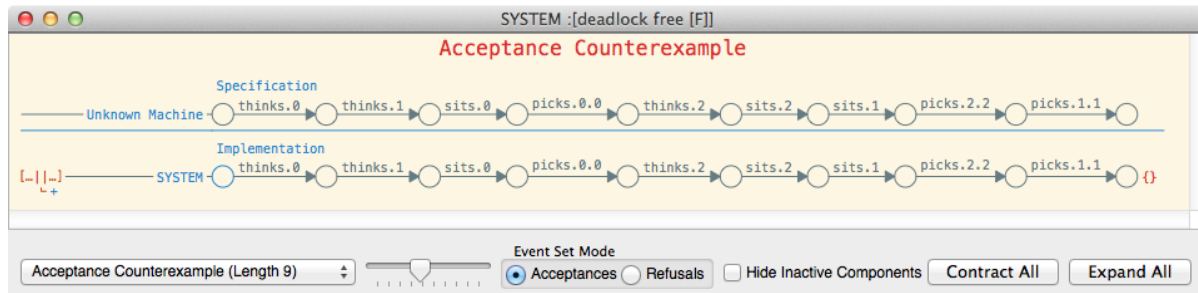 SYSTEM :[deadlock free [F]]
Acceptance Counterexample
Specification
Unknown Machine thinks.0 thinks.1 sits.0 picks.0.0 thinks.2 sits.2 sits.1 picks.2.2 picks.1.1
Implementation
[…||…] SYSTEM thinks.0 thinks.1 sits.0 picks.0.0 thinks.2 sits.2 sits.1 picks.2.2 picks.1.1 {}
+
Event Set Mode
Acceptance Counterexample (Length 9) Acceptances Refusals Hide Inactive Components Contract All Expand All